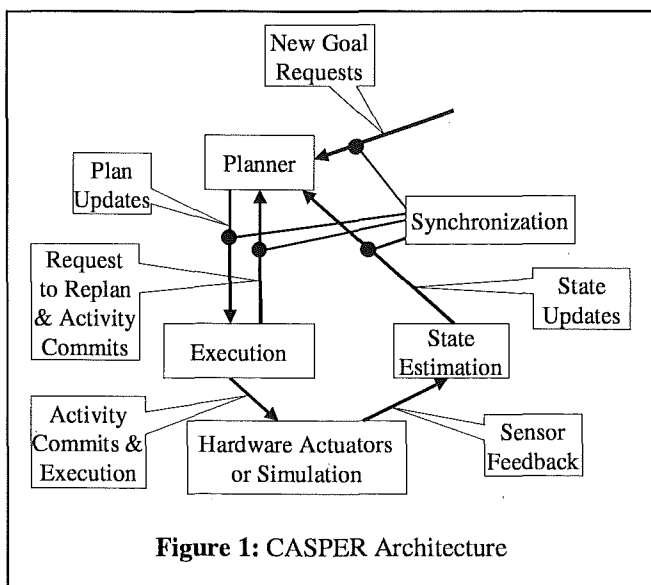 New Goal
Requests
Planner
Plan
Updates
Synchronization
Request
to Replan
& Activity
Commits
State
Updates
Execution
State
Estimation
Activity
Commits &
Execution
Hardware Actuators
or Simulation
Sensor
Feedback
Figure 1: CASPER Architecture